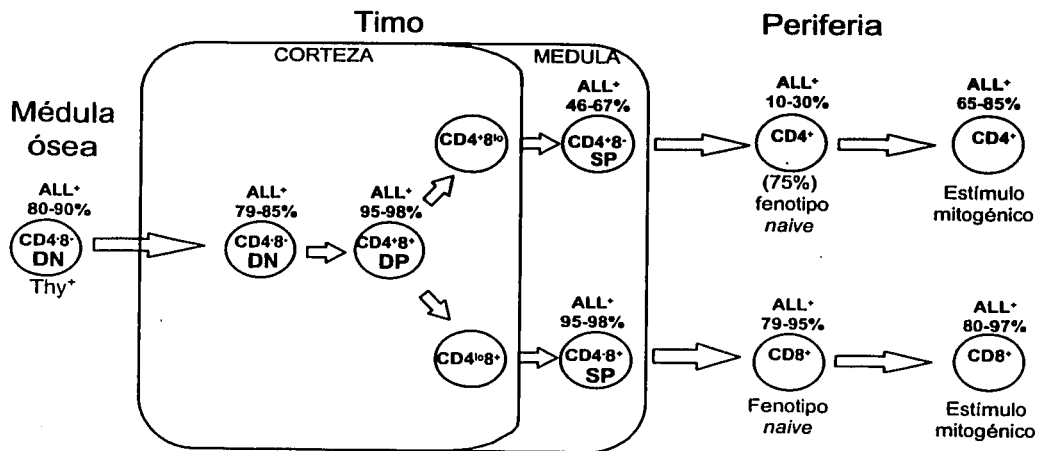 Timo
Periferia
CORTEZA
MEDULA
Médula
ósea
ALL⁺
80-90%
CD4⁻8⁻
DN
Thy⁺
ALL⁺
79-85%
CD4⁻8⁻
DN
ALL⁺
95-98%
CD4⁺8⁺
DP
CD4⁺8ˡᵒ
ALL⁺
46-67%
CD4⁺8⁻
SP
ALL⁺
10-30%
CD4⁺
(75%)
fenotipo
naive
ALL⁺
65-85%
CD4⁺
Estímulo
mitogénico
CD4ˡᵒ8⁺
ALL⁺
95-98%
CD4⁻8⁺
SP
ALL⁺
79-95%
CD8⁺
Fenotipo
naive
ALL⁺
80-97%
CD8⁺
Estímulo
mitogénico